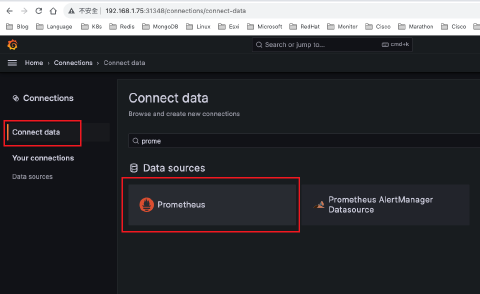 不安全 | 192.168.1.75:31348/connections/connect-data
Blog Language K8s Redis MongoDB Linux Esxi Microsoft RedHat Moniter Cisco Marathon Cisco
Search or jump to... cmd+k
Home › Connections › Connect data
Connections
Connect data
Your connections
Data sources
Connect data
Browse and create new connections
prome
Data sources
Prometheus
Prometheus AlertManager
Datasource